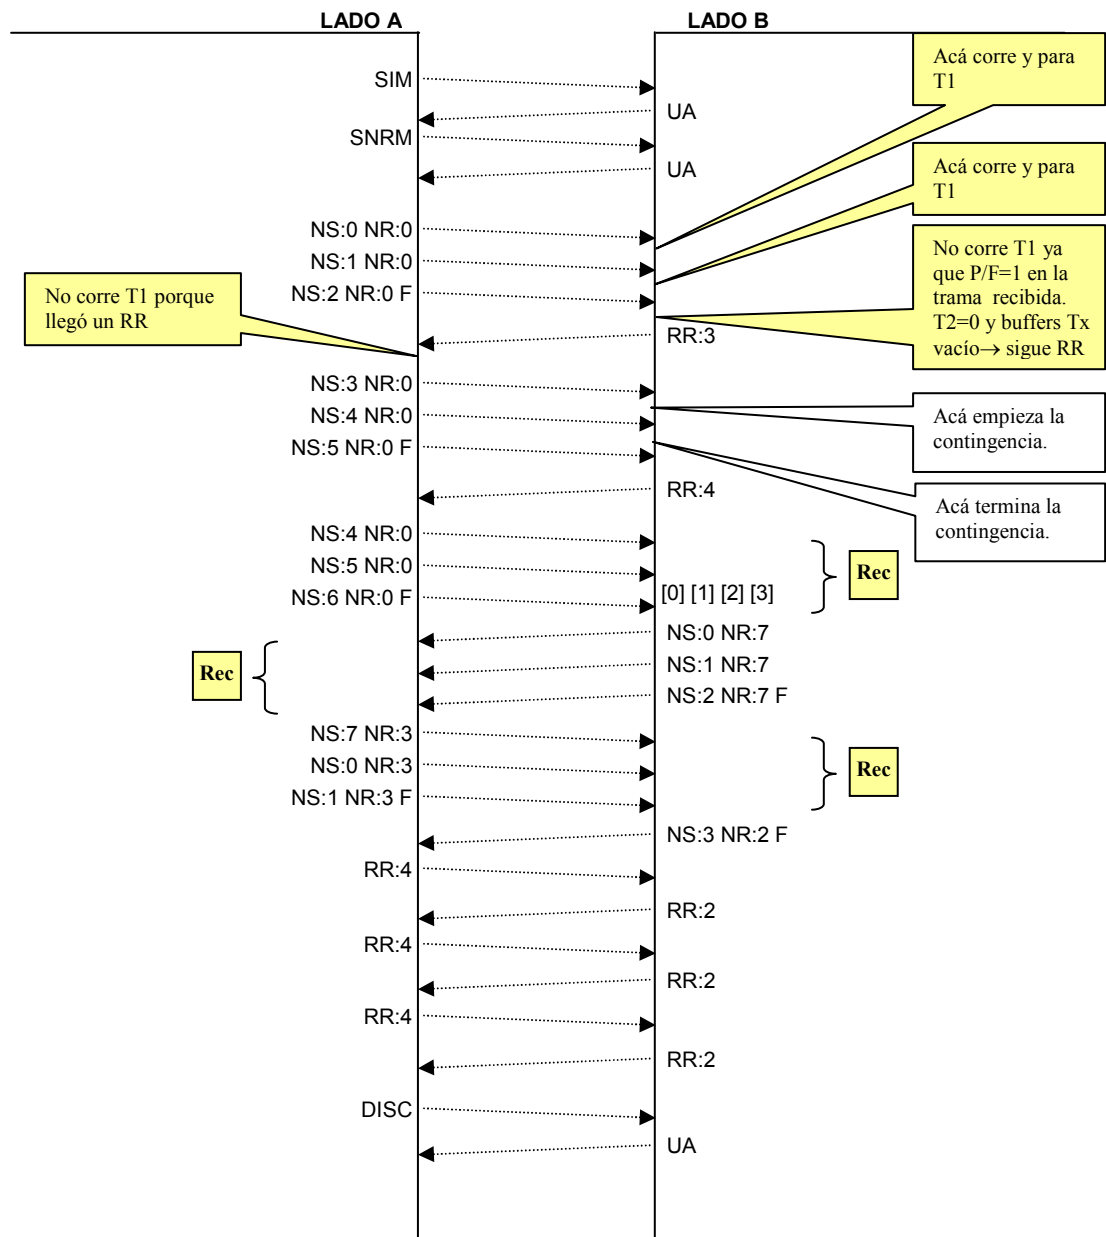 LADO A
LADO B
Acá corre y para
T1
SIM
UA
SNRM
UA
Acá corre y para
T1
NS:0 NR:0
NS:1 NR:0
NS:2 NR:0 F
No corre T1 ya
que P/F=1 en la
trama recibida.
T2=0 y buffers Tx
vacío→ sigue RR
No corre T1 porque
llegó un RR
RR:3
NS:3 NR:0
NS:4 NR:0
NS:5 NR:0 F
Acá empieza la
contingencia.
RR:4
Acá termina la
contingencia.
NS:4 NR:0
NS:5 NR:0
NS:6 NR:0 F
Rec
[0] [1] [2] [3]
NS:0 NR:7
NS:1 NR:7
NS:2 NR:7 F
Rec
NS:7 NR:3
NS:0 NR:3
NS:1 NR:3 F
Rec
NS:3 NR:2 F
RR:4
RR:2
RR:4
RR:2
RR:4
RR:2
DISC
UA